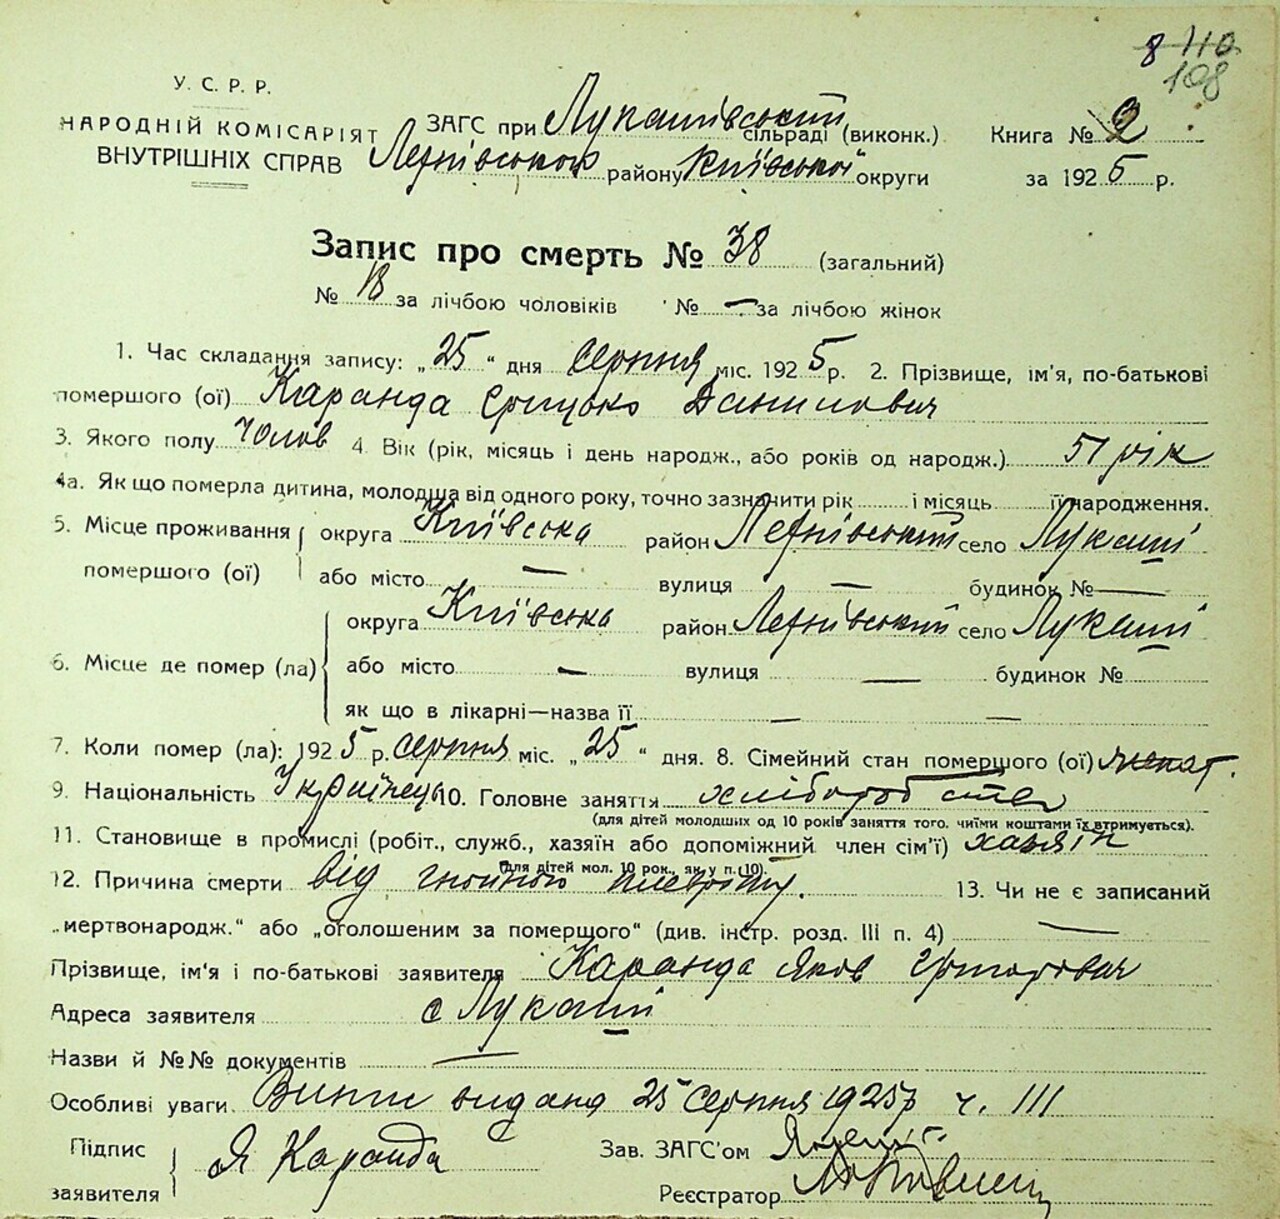 8 110
108
У. С. Р. Р.
НАРОДНІЙ КОМІСАРІЯТ
ВНУТРІШНІХ СПРАВ
ЗАГС при Лукашівський сільраді (виконк.)
району Київської округи
Книга № 2
за 1925 р.
Запис про смерть № 38 (загальний)
№ 18 за лічбою чоловіків № — за лічбою жінок
1. Час складання запису: „25“ дня серпня міс. 1925 р. 2. Прізвище, ім'я, по-батькові
помершого (ої) Каранда Грицько Данилович
3. Якого полу Чолов 4. Вік (рік, місяць і день народж., або років од народж.) 51 рік
4а. Як що померла дитина, молодша від одного року, точно зазначити рік і місяць її народження.
5. Місце проживання помершого (ої)
округа Київська район село Лукаші
або місто — вулиця — будинок № —
6. Місце де помер (ла)
округа Київська район село Лукаші
або місто — вулиця — будинок №
як що в лікарні—назва її — —
7. Коли помер (ла): 1925 р. серпня міс. „25“ дня. 8. Сімейний стан помершого (ої)
9. Національність Українець 10. Головне заняття хлібороб
(для дітей молодших од 10 років заняття того, чиїми коштами їх втримується).
11. Становище в промислі (робіт., служб., хазяїн або допоміжний член сім'ї) хазяїн
(для дітей мол. 10 рок., як у п. 10).
12. Причина смерти від гнойного плевріту. 13. Чи не є записаний
„мертвонародж.“ або „оголошеним за померщого“ (див. інстр. розд. III п. 4) —
Прізвище, ім'я і по-батькові заявителя Каранда Яков Григорович
Адреса заявителя с Лукаші
Назви й №№ документів —
Особливі уваги. видано 25 серпня 1925 р ч. 111
Підпис заявителя Я Каранда
Зав. ЗАГС'ом
Реєстратор